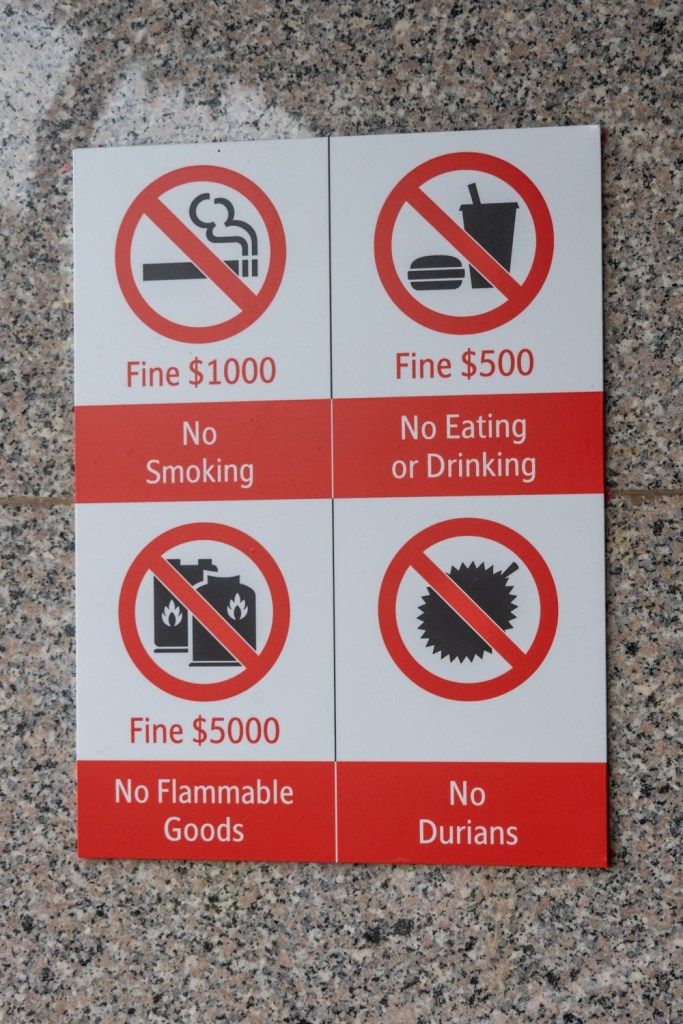 Fine $1000
No
Smoking
Fine $500
No Eating
or Drinking
Fine $5000
No Flammable
Goods
No
Durians